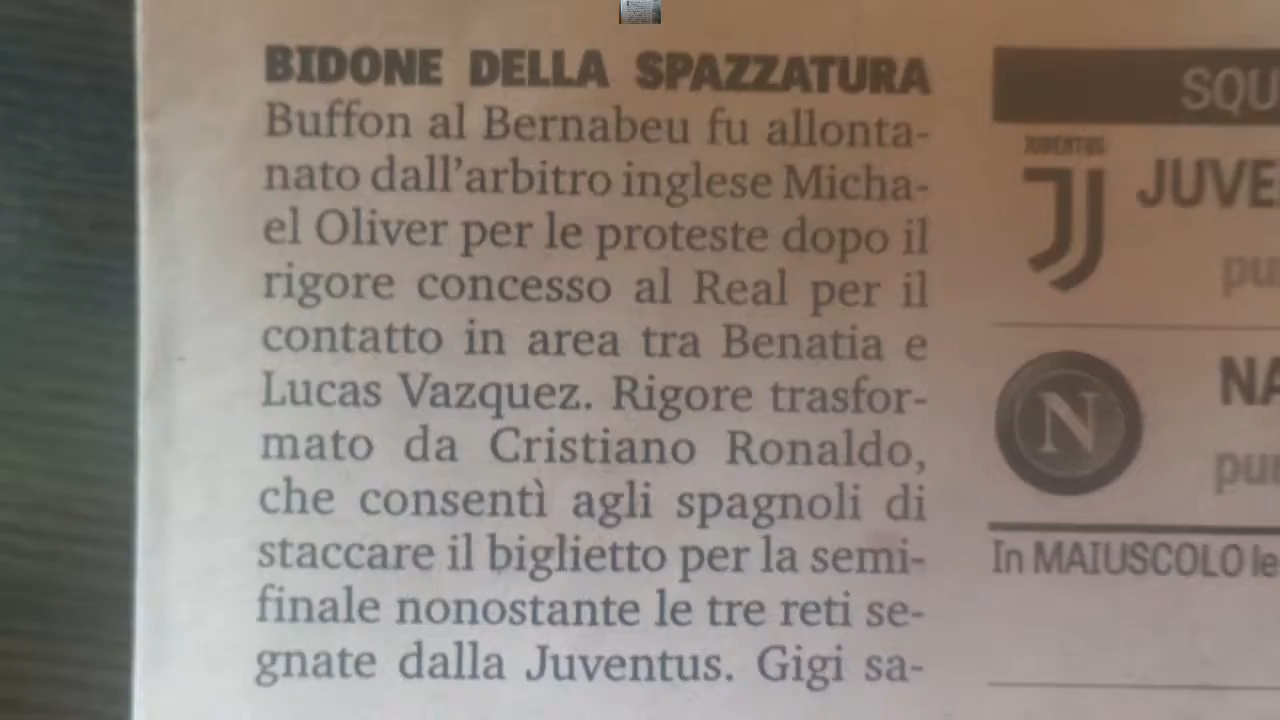 BIDONE DELLA SPAZZATURA
Buffon al Bernabeu fu allonta-
nato dall'arbitro inglese Micha-
el Oliver per le proteste dopo il
rigore concesso al Real per il
contatto in area tra Benatia e
Lucas Vazquez. Rigore trasfor-
mato da Cristiano Ronaldo,
che consentì agli spagnoli di
staccare il biglietto per la semi-
finale nonostante le tre reti se-
gnate dalla Juventus. Gigi sa-
SQU
JUVENTUS
JUVE
pu
N
NA
pu
In MAIUSCOLO le